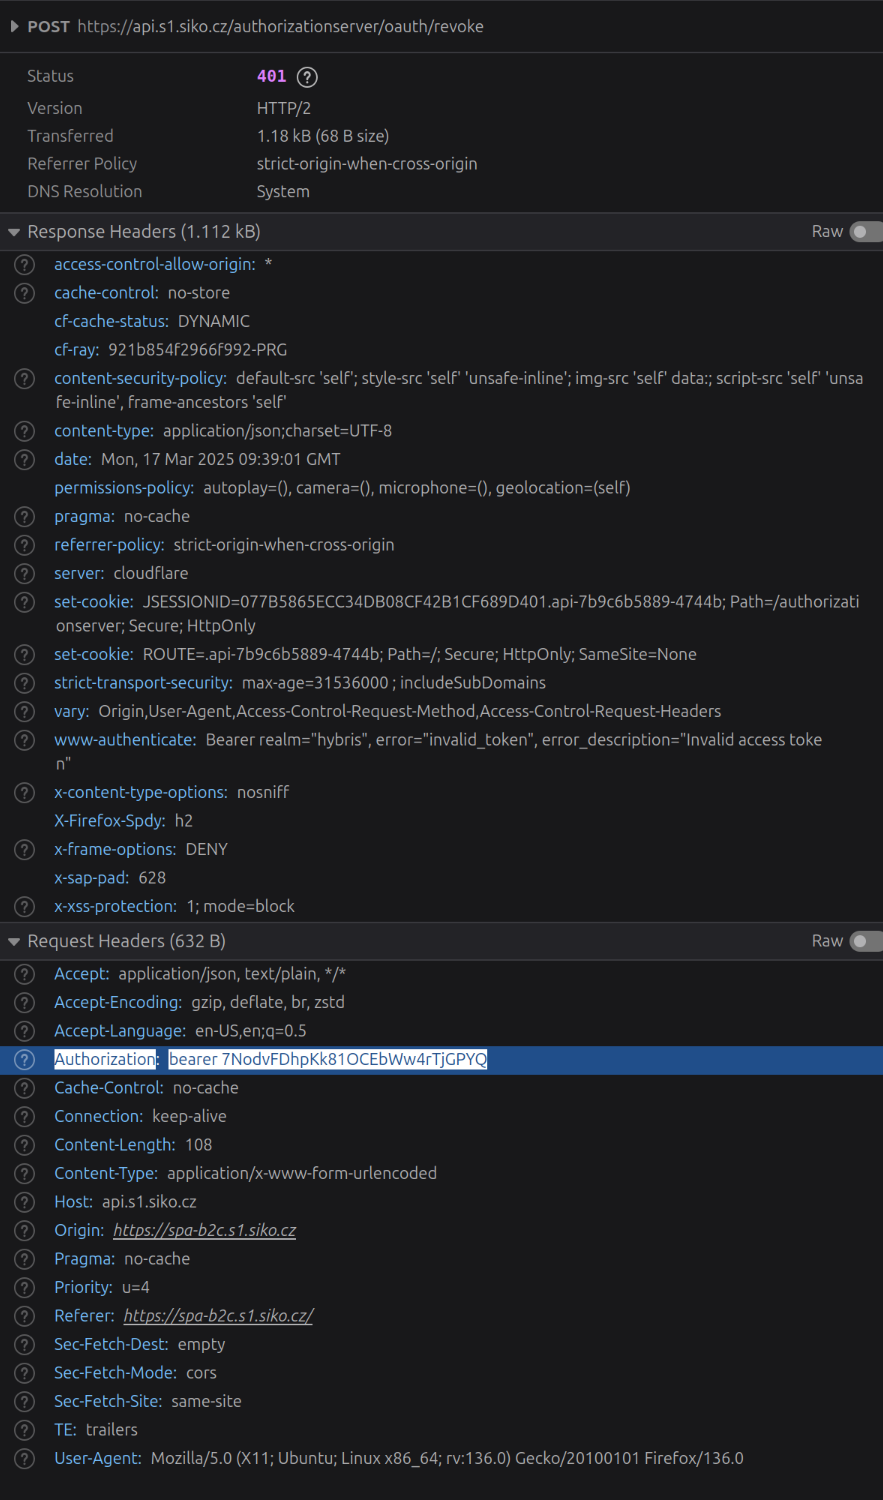 POST https://api.s1.siko.cz/authorizationserver/oauth/revoke
Status 401 ?
Version HTTP/2
Transferred 1.18 kB (68 B size)
Referrer Policy strict-origin-when-cross-origin
DNS Resolution System
Response Headers (1.112 kB) Raw
? access-control-allow-origin: *
? cache-control: no-store
cf-cache-status: DYNAMIC
cf-ray: 921b854f2966f992-PRG
? content-security-policy: default-src 'self'; style-src 'self' 'unsafe-inline'; img-src 'self' data:; script-src 'self' 'unsa
fe-inline', frame-ancestors 'self'
? content-type: application/json;charset=UTF-8
? date: Mon, 17 Mar 2025 09:39:01 GMT
permissions-policy: autoplay=(), camera=(), microphone=(), geolocation=(self)
? pragma: no-cache
? referrer-policy: strict-origin-when-cross-origin
? server: cloudflare
? set-cookie: JSESSIONID=077B5865ECC34DB08CF42B1CF689D401.api-7b9c6b5889-4744b; Path=/authorizati
onserver; Secure; HttpOnly
? set-cookie: ROUTE=.api-7b9c6b5889-4744b; Path=/; Secure; HttpOnly; SameSite=None
? strict-transport-security: max-age=31536000 ; includeSubDomains
? vary: Origin,User-Agent,Access-Control-Request-Method,Access-Control-Request-Headers
? www-authenticate: Bearer realm="hybris", error="invalid_token", error_description="Invalid access toke
n"
? x-content-type-options: nosniff
X-Firefox-Spdy: h2
? x-frame-options: DENY
x-sap-pad: 628
? x-xss-protection: 1; mode=block
Request Headers (632 B) Raw
? Accept: application/json, text/plain, */*
? Accept-Encoding: gzip, deflate, br, zstd
? Accept-Language: en-US,en;q=0.5
? Authorization: bearer 7NodvFDhpKk81OCEbWw4rTjGPYQ
? Cache-Control: no-cache
? Connection: keep-alive
? Content-Length: 108
? Content-Type: application/x-www-form-urlencoded
? Host: api.s1.siko.cz
? Origin: https://spa-b2c.s1.siko.cz
? Pragma: no-cache
? Priority: u=4
? Referer: https://spa-b2c.s1.siko.cz/
? Sec-Fetch-Dest: empty
? Sec-Fetch-Mode: cors
? Sec-Fetch-Site: same-site
? TE: trailers
? User-Agent: Mozilla/5.0 (X11; Ubuntu; Linux x86_64; rv:136.0) Gecko/20100101 Firefox/136.0